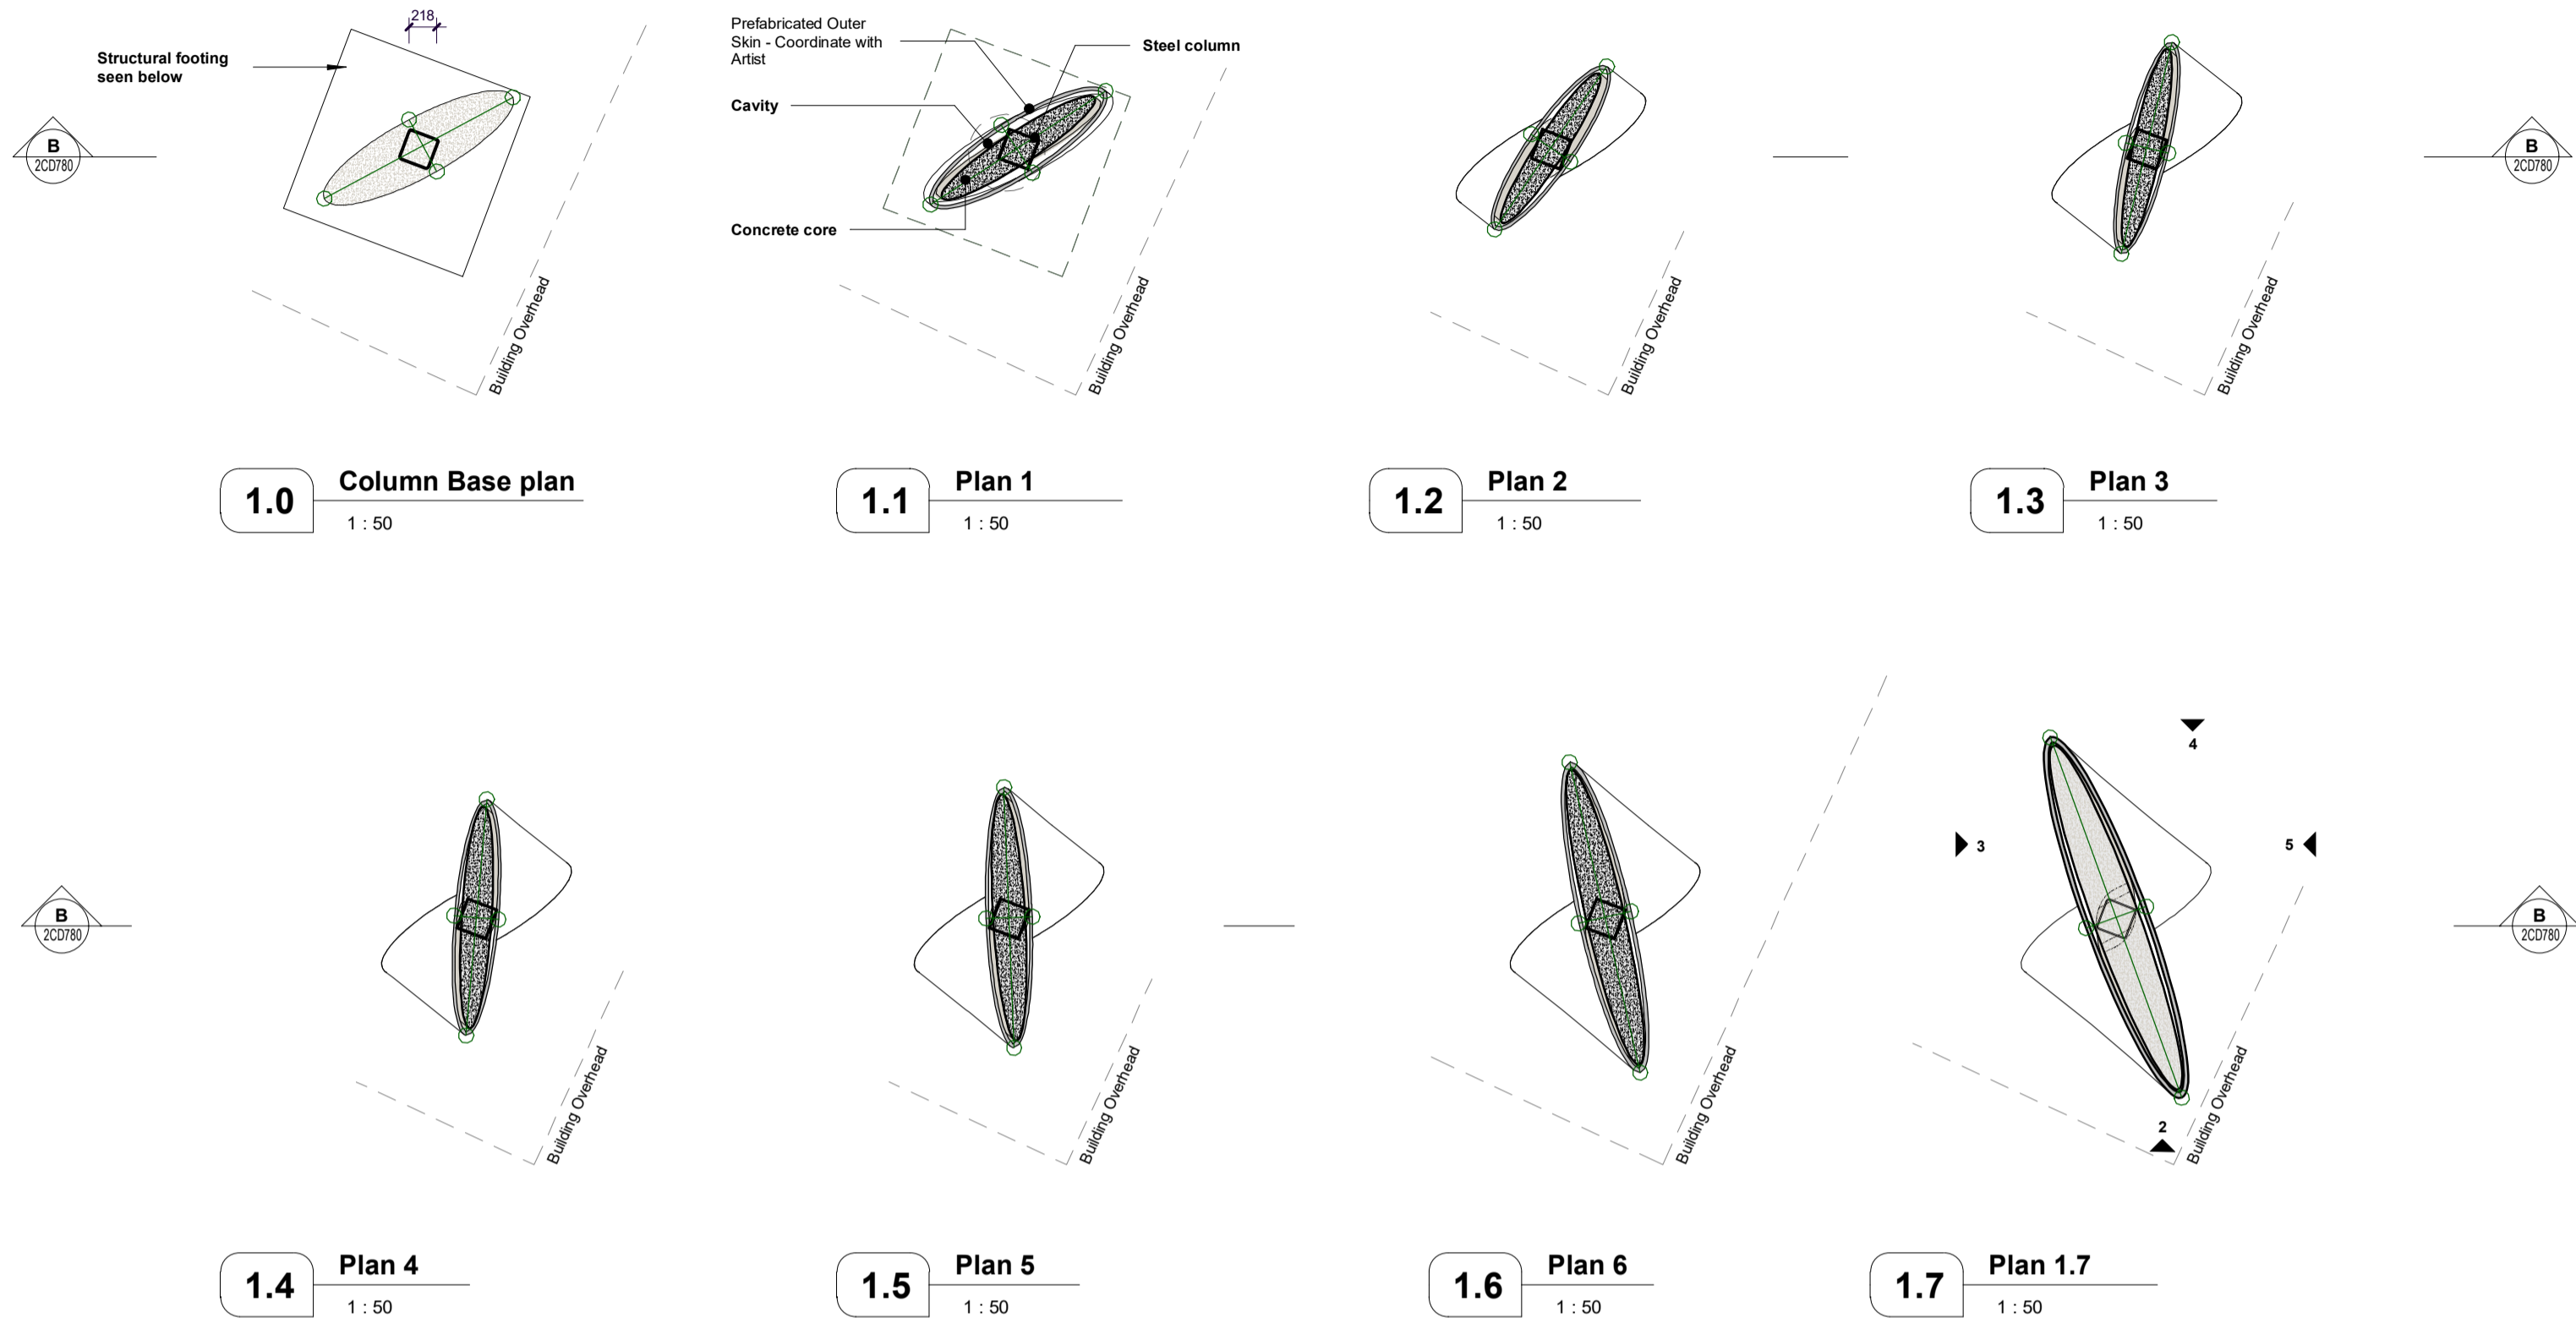 218
Structural footing
seen below
B
2CD780
Prefabricated Outer
Skin - Coordinate with
Artist
Steel column
Cavity
Concrete core
B
2CD780
Building Overhead
Building Overhead
Building Overhead
Building Overhead
1.0
Column Base plan
1 : 50
1.1
Plan 1
1 : 50
1.2
Plan 2
1 : 50
1.3
Plan 3
1 : 50
4
3
5
B
2CD780
B
2CD780
2
Building Overhead
Building Overhead
Building Overhead
Building Overhead
1.4
Plan 4
1 : 50
1.5
Plan 5
1 : 50
1.6
Plan 6
1 : 50
1.7
Plan 1.7
1 : 50